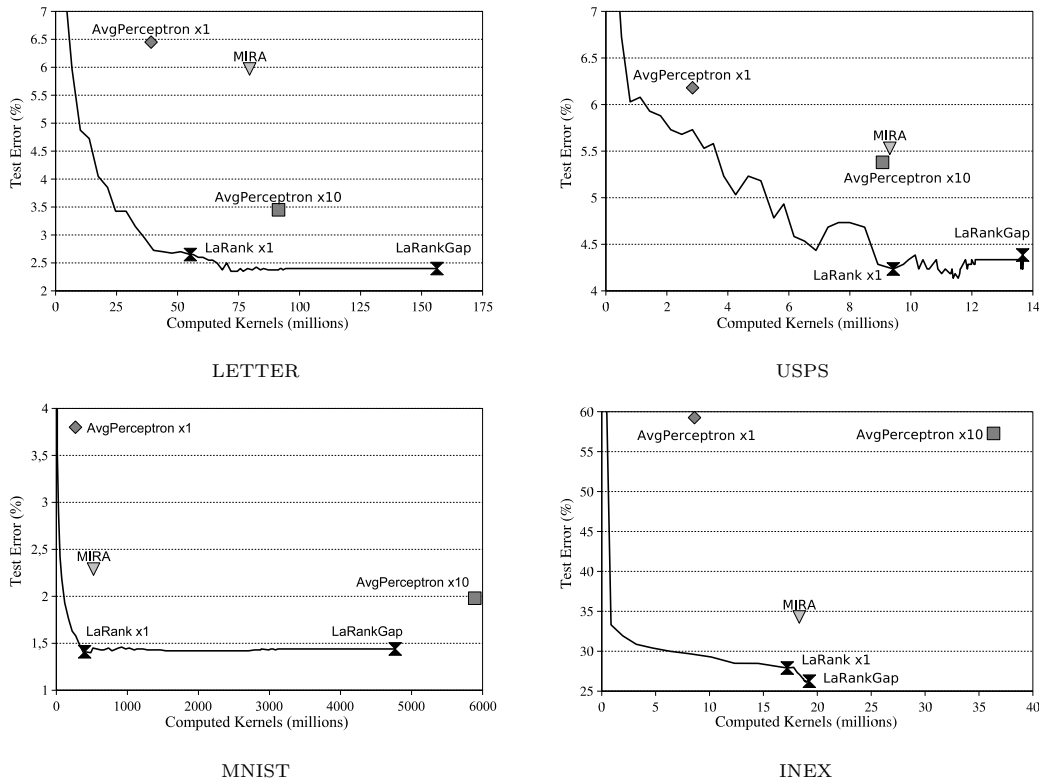 7
6.5
6
5.5
5
4.5
4
3.5
3
2.5
2
Test Error (%)
AvgPerceptron x1
MIRA
AvgPerceptron x10
LaRank x1
LaRankGap
0 25 50 75 100 125 150 175
Computed Kernels (millions)
LETTER
7
6.5
6
5.5
5
4.5
4
Test Error (%)
AvgPerceptron x1
MIRA
AvgPerceptron x10
LaRankGap
LaRank x1
0 2 4 6 8 10 12 14
Computed Kernels (millions)
USPS
4
3,5
3
2,5
2
1,5
1
Test Error (%)
AvgPerceptron x1
MIRA
AvgPerceptron x10
LaRank x1
LaRankGap
0 1000 2000 3000 4000 5000 6000
Computed Kernels (millions)
MNIST
60
55
50
45
40
35
30
25
Test Error (%)
AvgPerceptron x1
AvgPerceptron x10
MIRA
LaRank x1
LaRankGap
0 5 10 15 20 25 30 35 40
Computed Kernels (millions)
INEX